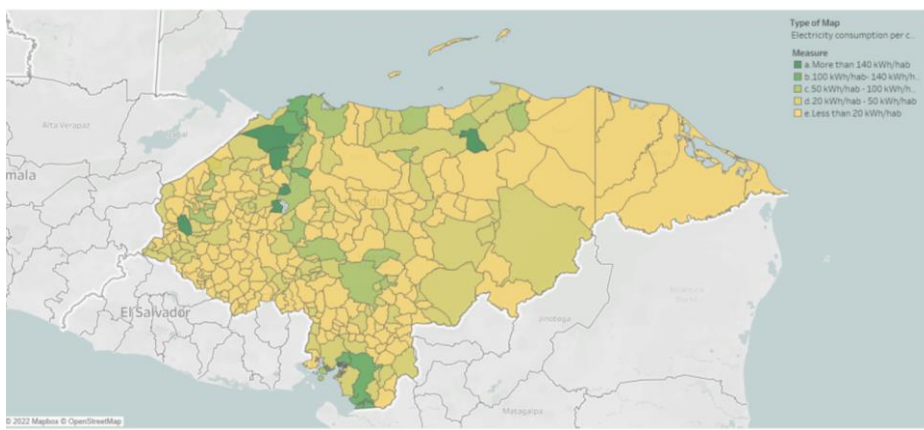 Type of Map
Electricity consumption per c..
Measure
a.More than 140 kWh/hab
b.100 kWh/hab- 140 kWh/h..
c.50 kWh/hab - 100 kWh/h..
d.20 kWh/hab - 50 kWh/hab
e.Less than 20 kWh/hab
Alta Verapaz
mala
El Salvador
Jinotega
Matagalpa
© 2022 Mapbox © OpenStreetMap